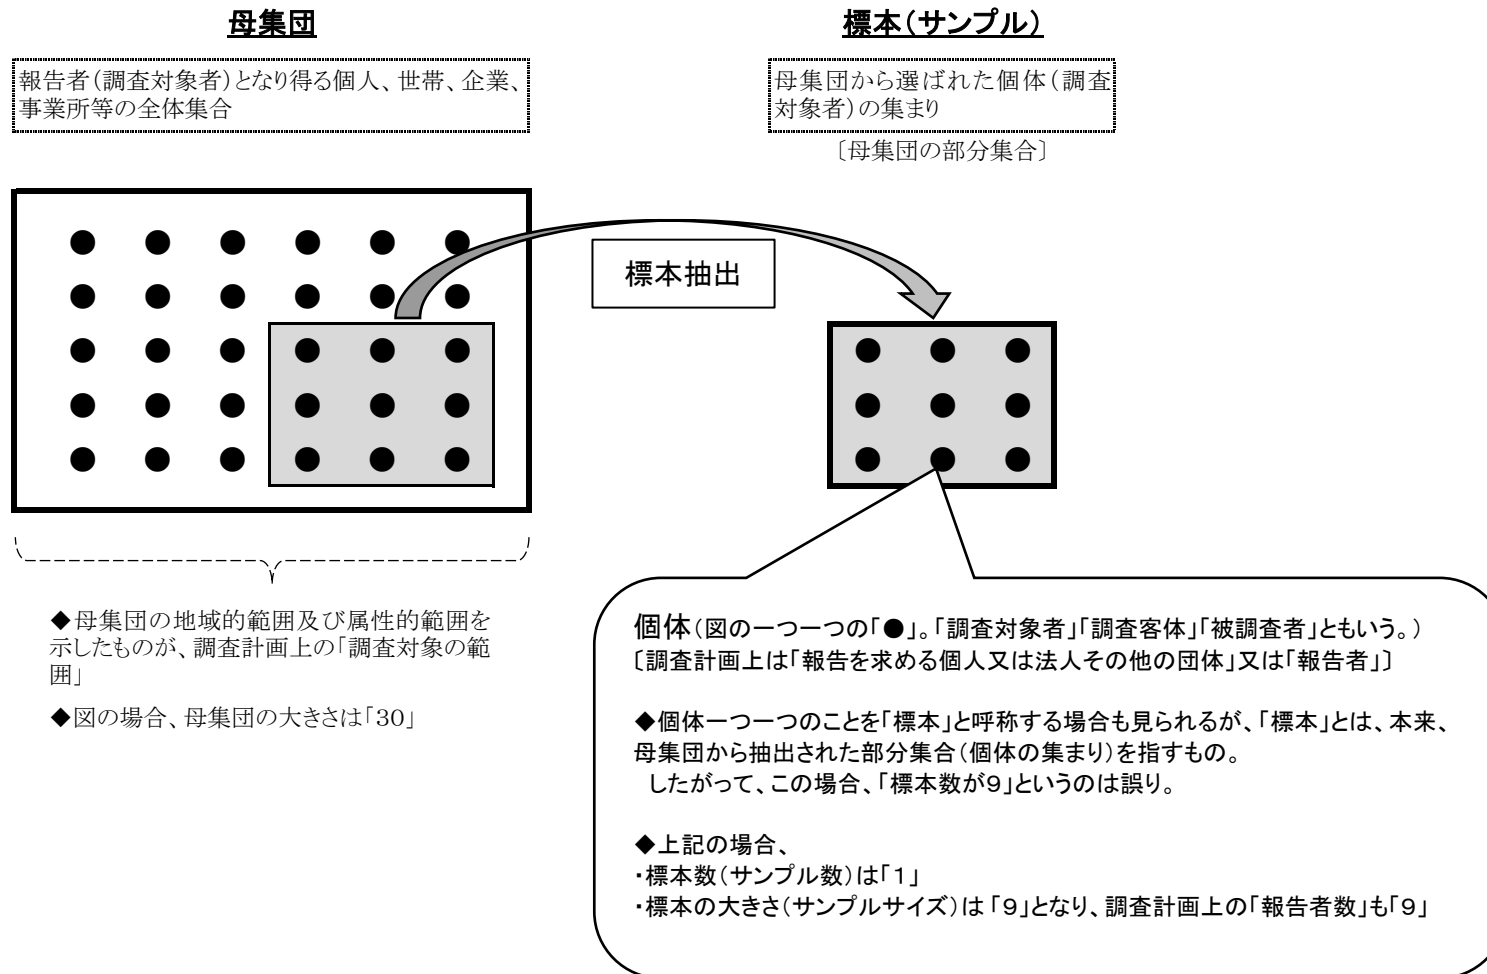 母集団
報告者（調査対象者）となり得る個人、世帯、企業、
事業所等の全体集合
標本（サンプル）
母集団から選ばれた個体（調査
対象者）の集まり
〔母集団の部分集合〕
標本抽出
◆母集団の地域的範囲及び属性的範囲を
示したものが、調査計画上の「調査対象の範
囲」
◆図の場合、母集団の大きさは「30」
個体（図の一つ一つの「●」。「調査対象者」「調査客体」「被調査者」ともいう。）
〔調査計画上は「報告を求める個人又は法人その他の団体」又は「報告者」〕
◆個体一つ一つのことを「標本」と呼称する場合も見られるが、「標本」とは、本来、
母集団から抽出された部分集合（個体の集まり）を指すもの。
したがって、この場合、「標本数が９」というのは誤り。
◆上記の場合、
・標本数（サンプル数）は「１」
・標本の大きさ（サンプルサイズ）は「９」となり、調査計画上の「報告者数」も「９」